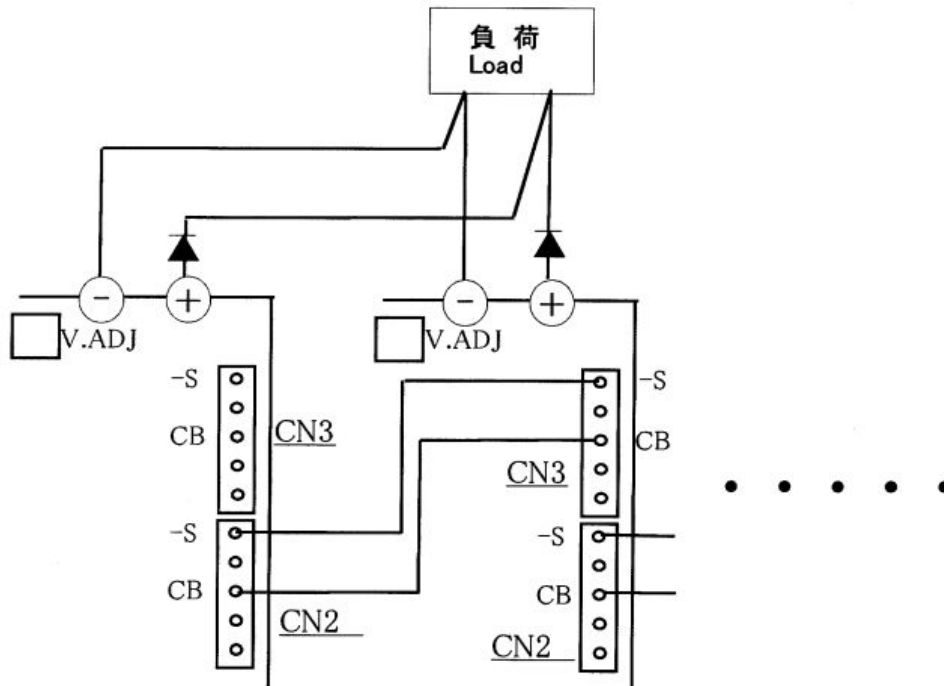 負 荷
Load
- +
- +
V.ADJ
V.ADJ
-S
CB
CN3
-S
CB
CN2
-S
CB
CN3
-S
CB
CN2